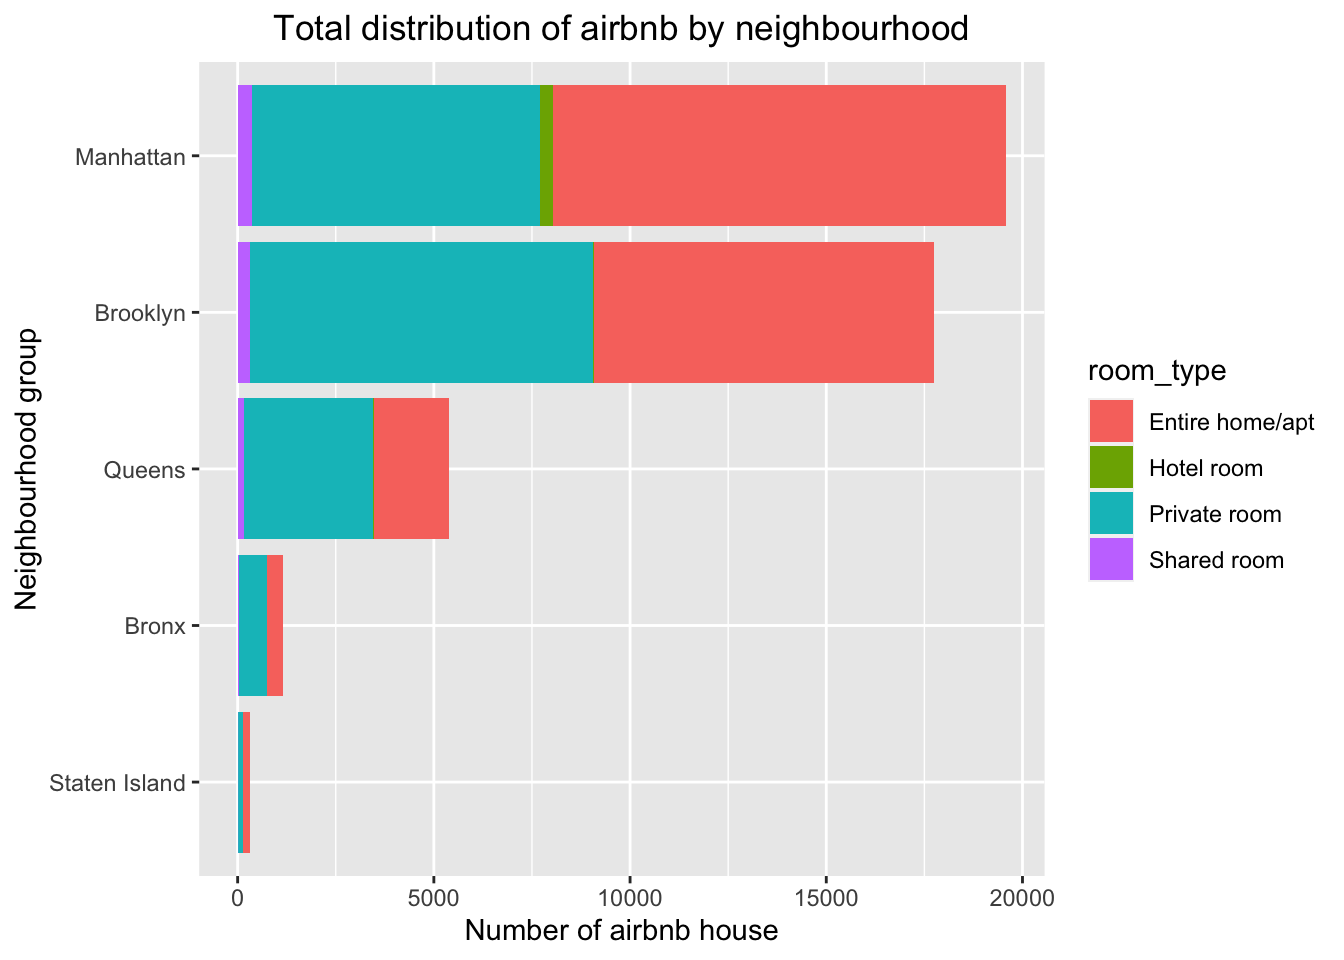 Total distribution of airbnb by neighbourhood
Neighbourhood group
Manhattan
Brooklyn
Queens
Bronx
Staten Island
0 5000 10000 15000 20000
Number of airbnb house
room_type
Entire home/apt
Hotel room
Private room
Shared room